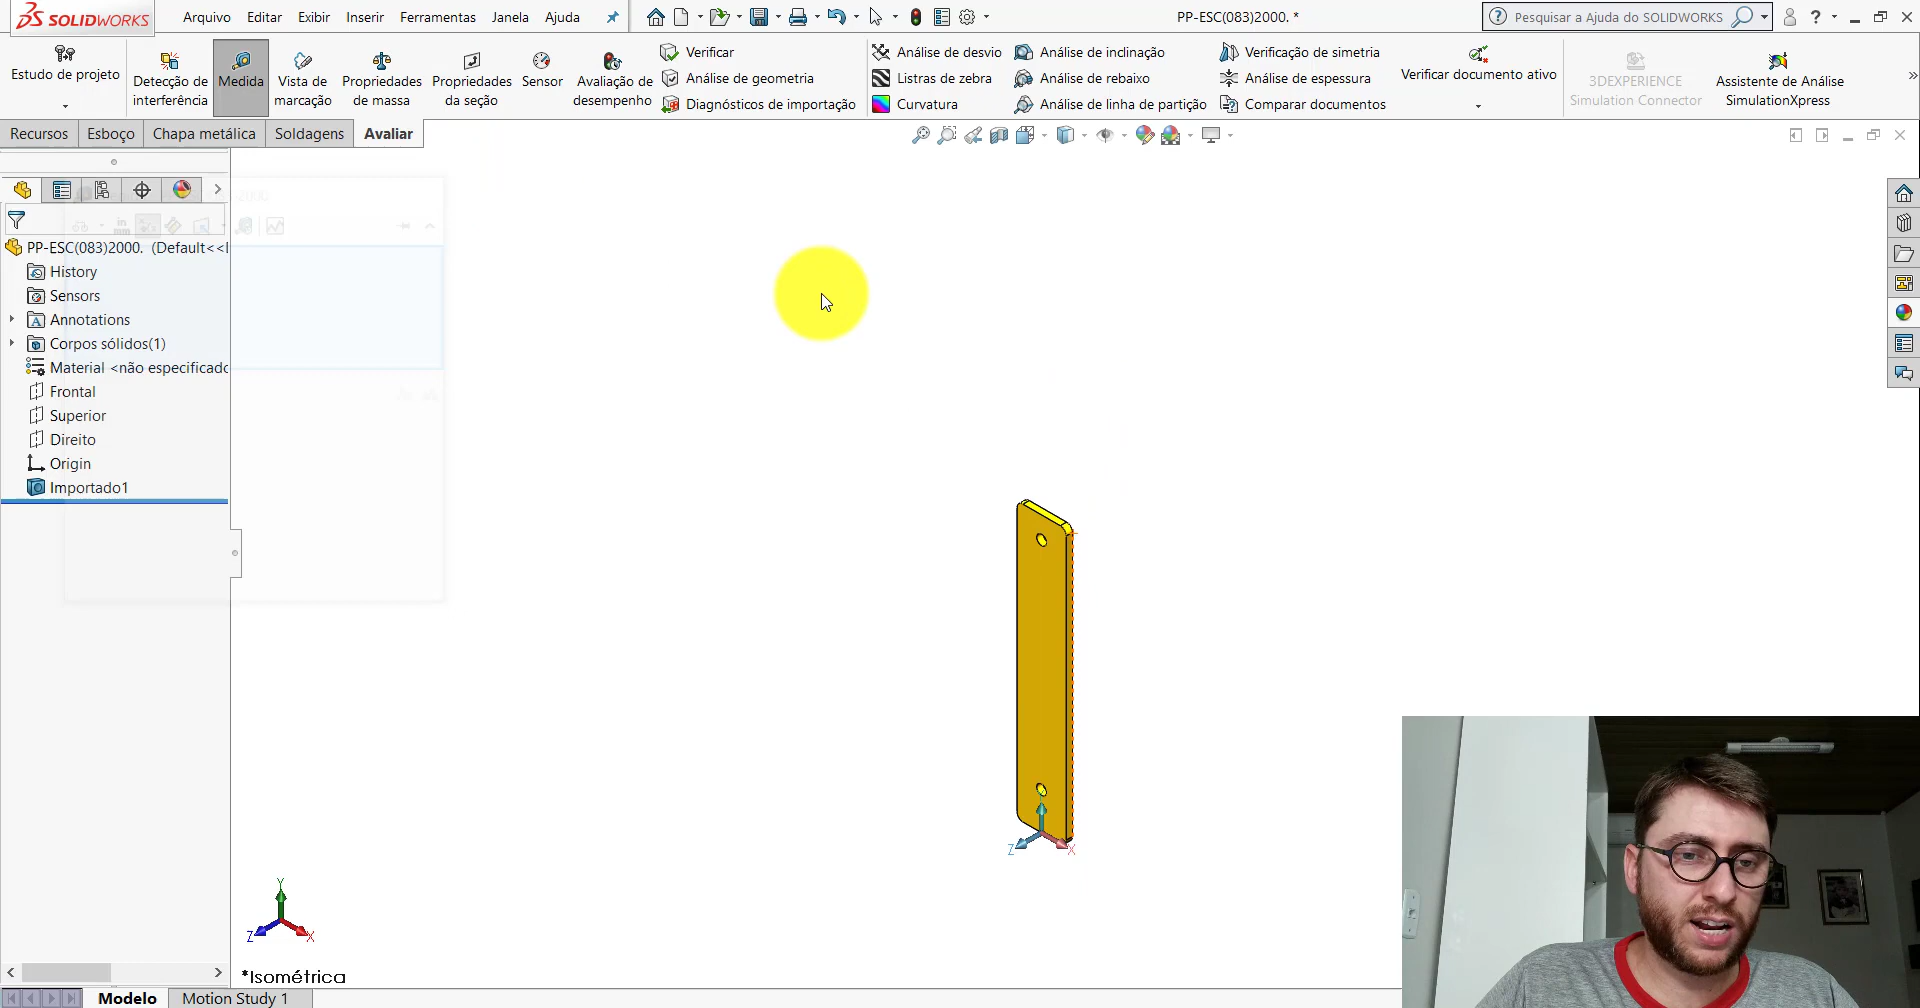 SOLIDWORKS
Arquivo Editar Exibir Inserir Ferramentas Janela Ajuda
PP-ESC(083)2000. *
Pesquisar a Ajuda do SOLIDWORKS
Estudo de projeto
Detecção de interferência
Medida
Vista de marcação
Propriedades de massa
Propriedades da seção
Sensor
Avaliação de desempenho
Verificar
Análise de geometria
Diagnósticos de importação
Análise de desvio
Listras de zebra
Curvatura
Análise de inclinação
Análise de rebaixo
Análise de linha de partição
Verificação de simetria
Análise de espessura
Comparar documentos
Verificar documento ativo
3DEXPERIENCE
Simulation Connector
Assistente de Análise
SimulationXpress
Recursos Esboço Chapa metálica Soldagens Avaliar
PP-ESC(083)2000. (Default<<
History
Sensors
Annotations
Corpos sólidos(1)
Material <não especificado
Frontal
Superior
Direito
Origin
Importado1
Z X
Y
Z X
*Isométrica
Modelo Motion Study 1